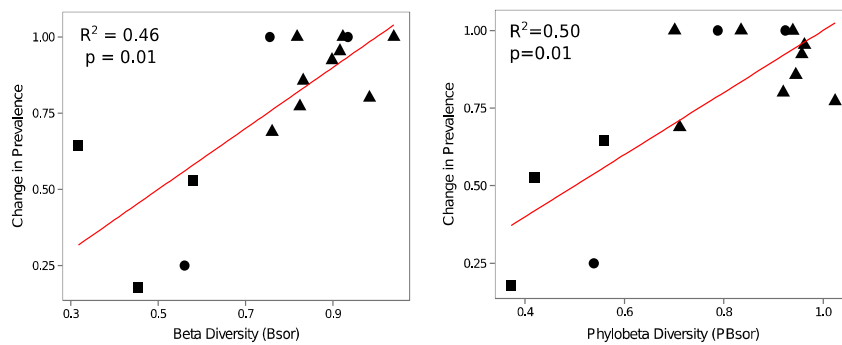 R² = 0.46
p = 0.01
Change in Prevalence
1.00
0.75
0.50
0.25
0.3 0.5 0.7 0.9
Beta Diversity (Bsor)
R²=0.50
p=0.01
Change in Prevalence
1.00
0.75
0.50
0.25
0.4 0.6 0.8 1.0
Phylobeta Diversity (PBsor)